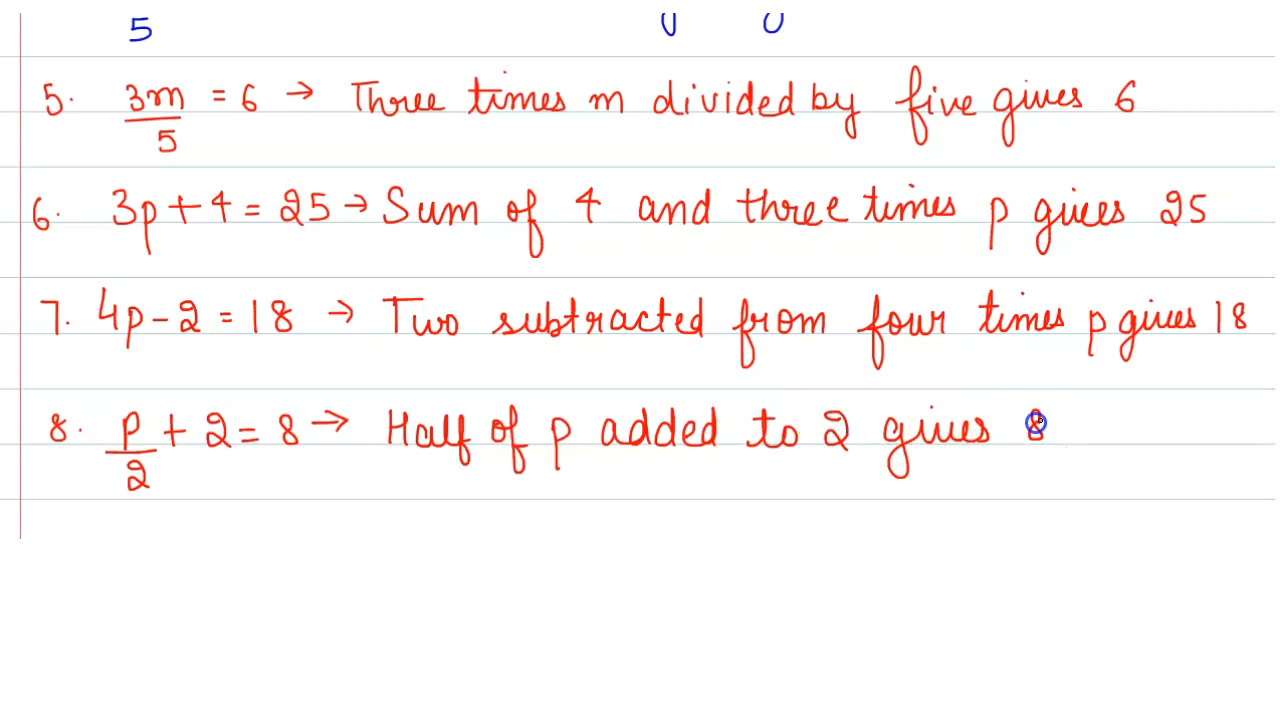 5
5. 3m/5 = 6 → Three times m divided by five gives 6
6. 3p + 4 = 25 → Sum of 4 and three times p gives 25
7. 4p - 2 = 18 → Two subtracted from four times p gives 18
8. p/2 + 2 = 8 → Half of p added to 2 gives 8